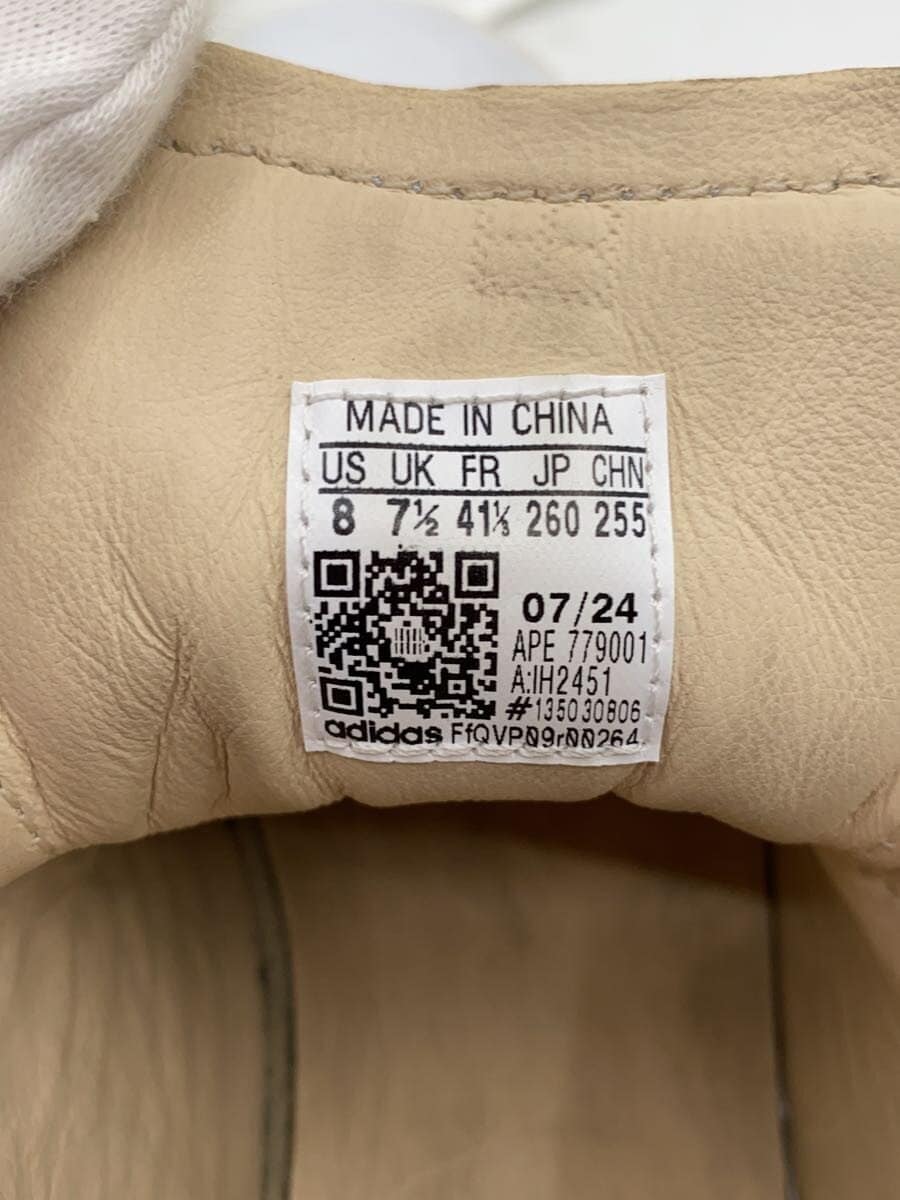 MADE IN CHINA
US UK FR JP CHN
8 7½ 41⅓ 260 255
07/24
APE 779001
A:IH2451
#135030806
adidas FfQVP09r00264